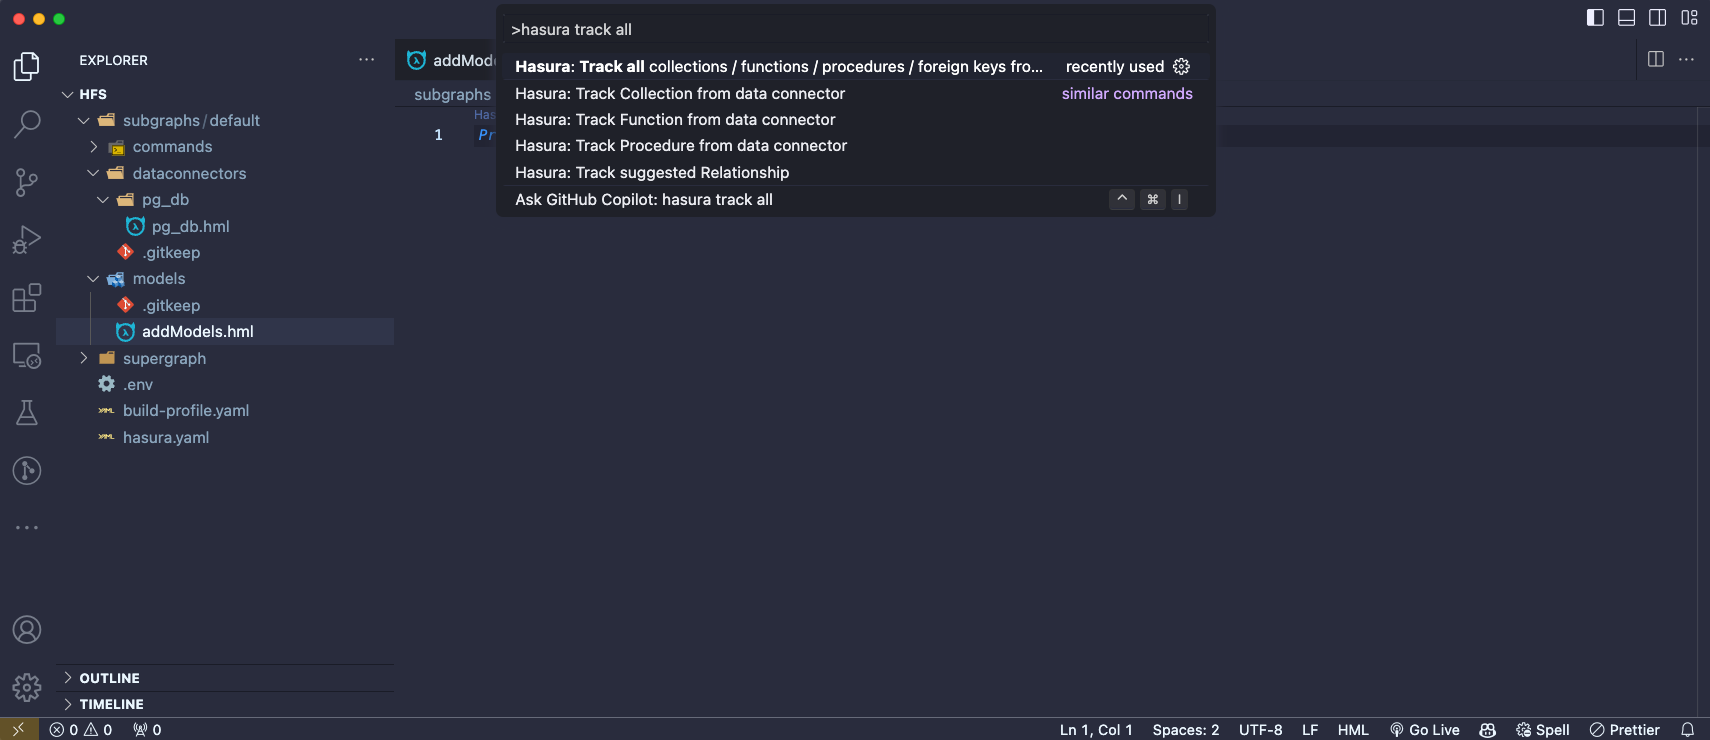 >hasura track all
Hasura: Track all collections / functions / procedures / foreign keys fro... recently used
Hasura: Track Collection from data connector similar commands
Hasura: Track Function from data connector
Hasura: Track Procedure from data connector
Hasura: Track suggested Relationship
Ask GitHub Copilot: hasura track all ^ ⌘ I
EXPLORER
HFS
subgraphs / default
commands
dataconnectors
pg_db
pg_db.hml
.gitkeep
models
.gitkeep
addModels.hml
supergraph
.env
build-profile.yaml
hasura.yaml
OUTLINE
TIMELINE
addMod
subgraphs
Has
1 Pr
0 0 0
Ln 1, Col 1 Spaces: 2 UTF-8 LF HML Go Live Spell Prettier